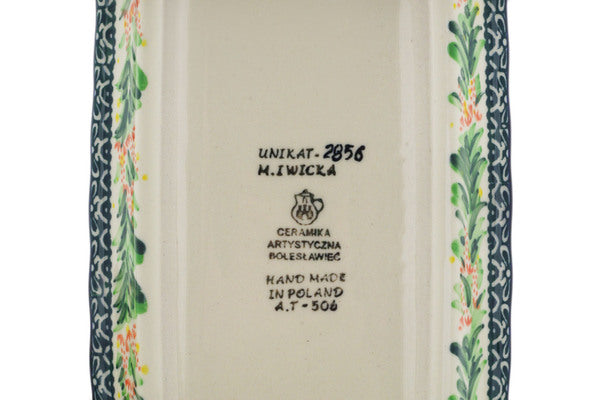 UNIKAT-2856
M.IWICKA
CERAMIKA
ARTYSTYCZNA
BOLESŁAWIEC
HAND MADE
IN POLAND
A.T-506